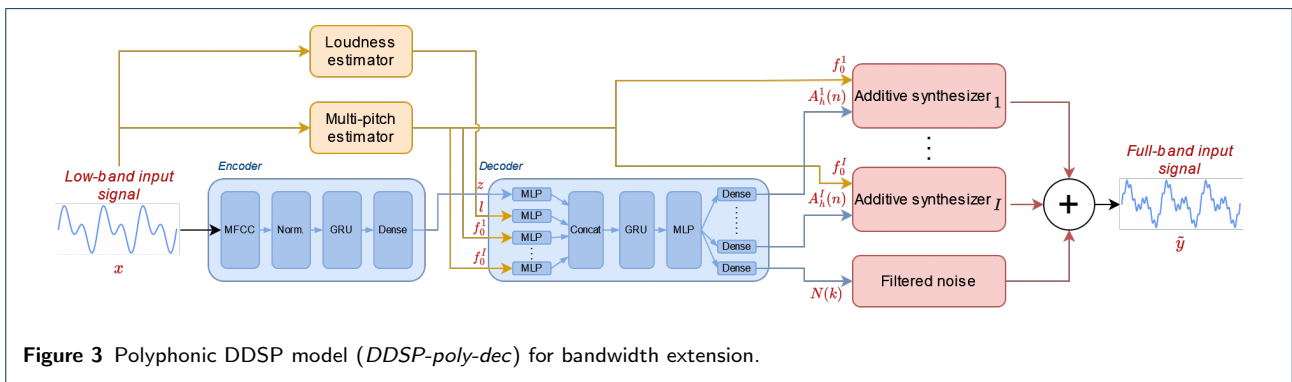 Loudness
estimator
Multi-pitch
estimator
Low-band input
signal
x
Encoder
MFCC
Norm.
GRU
Dense
Decoder
z
l
f_0^1
f_0^I
MLP
MLP
MLP
⋮
MLP
Concat
GRU
MLP
Dense
Dense
Dense
f_0^1
A_h^1(n)
Additive synthesizer 1
⋮
f_0^I
A_h^I(n)
Additive synthesizer I
N(k)
Filtered noise
+
Full-band input
signal
ỹ
Figure 3 Polyphonic DDSP model (DDSP-poly-dec) for bandwidth extension.